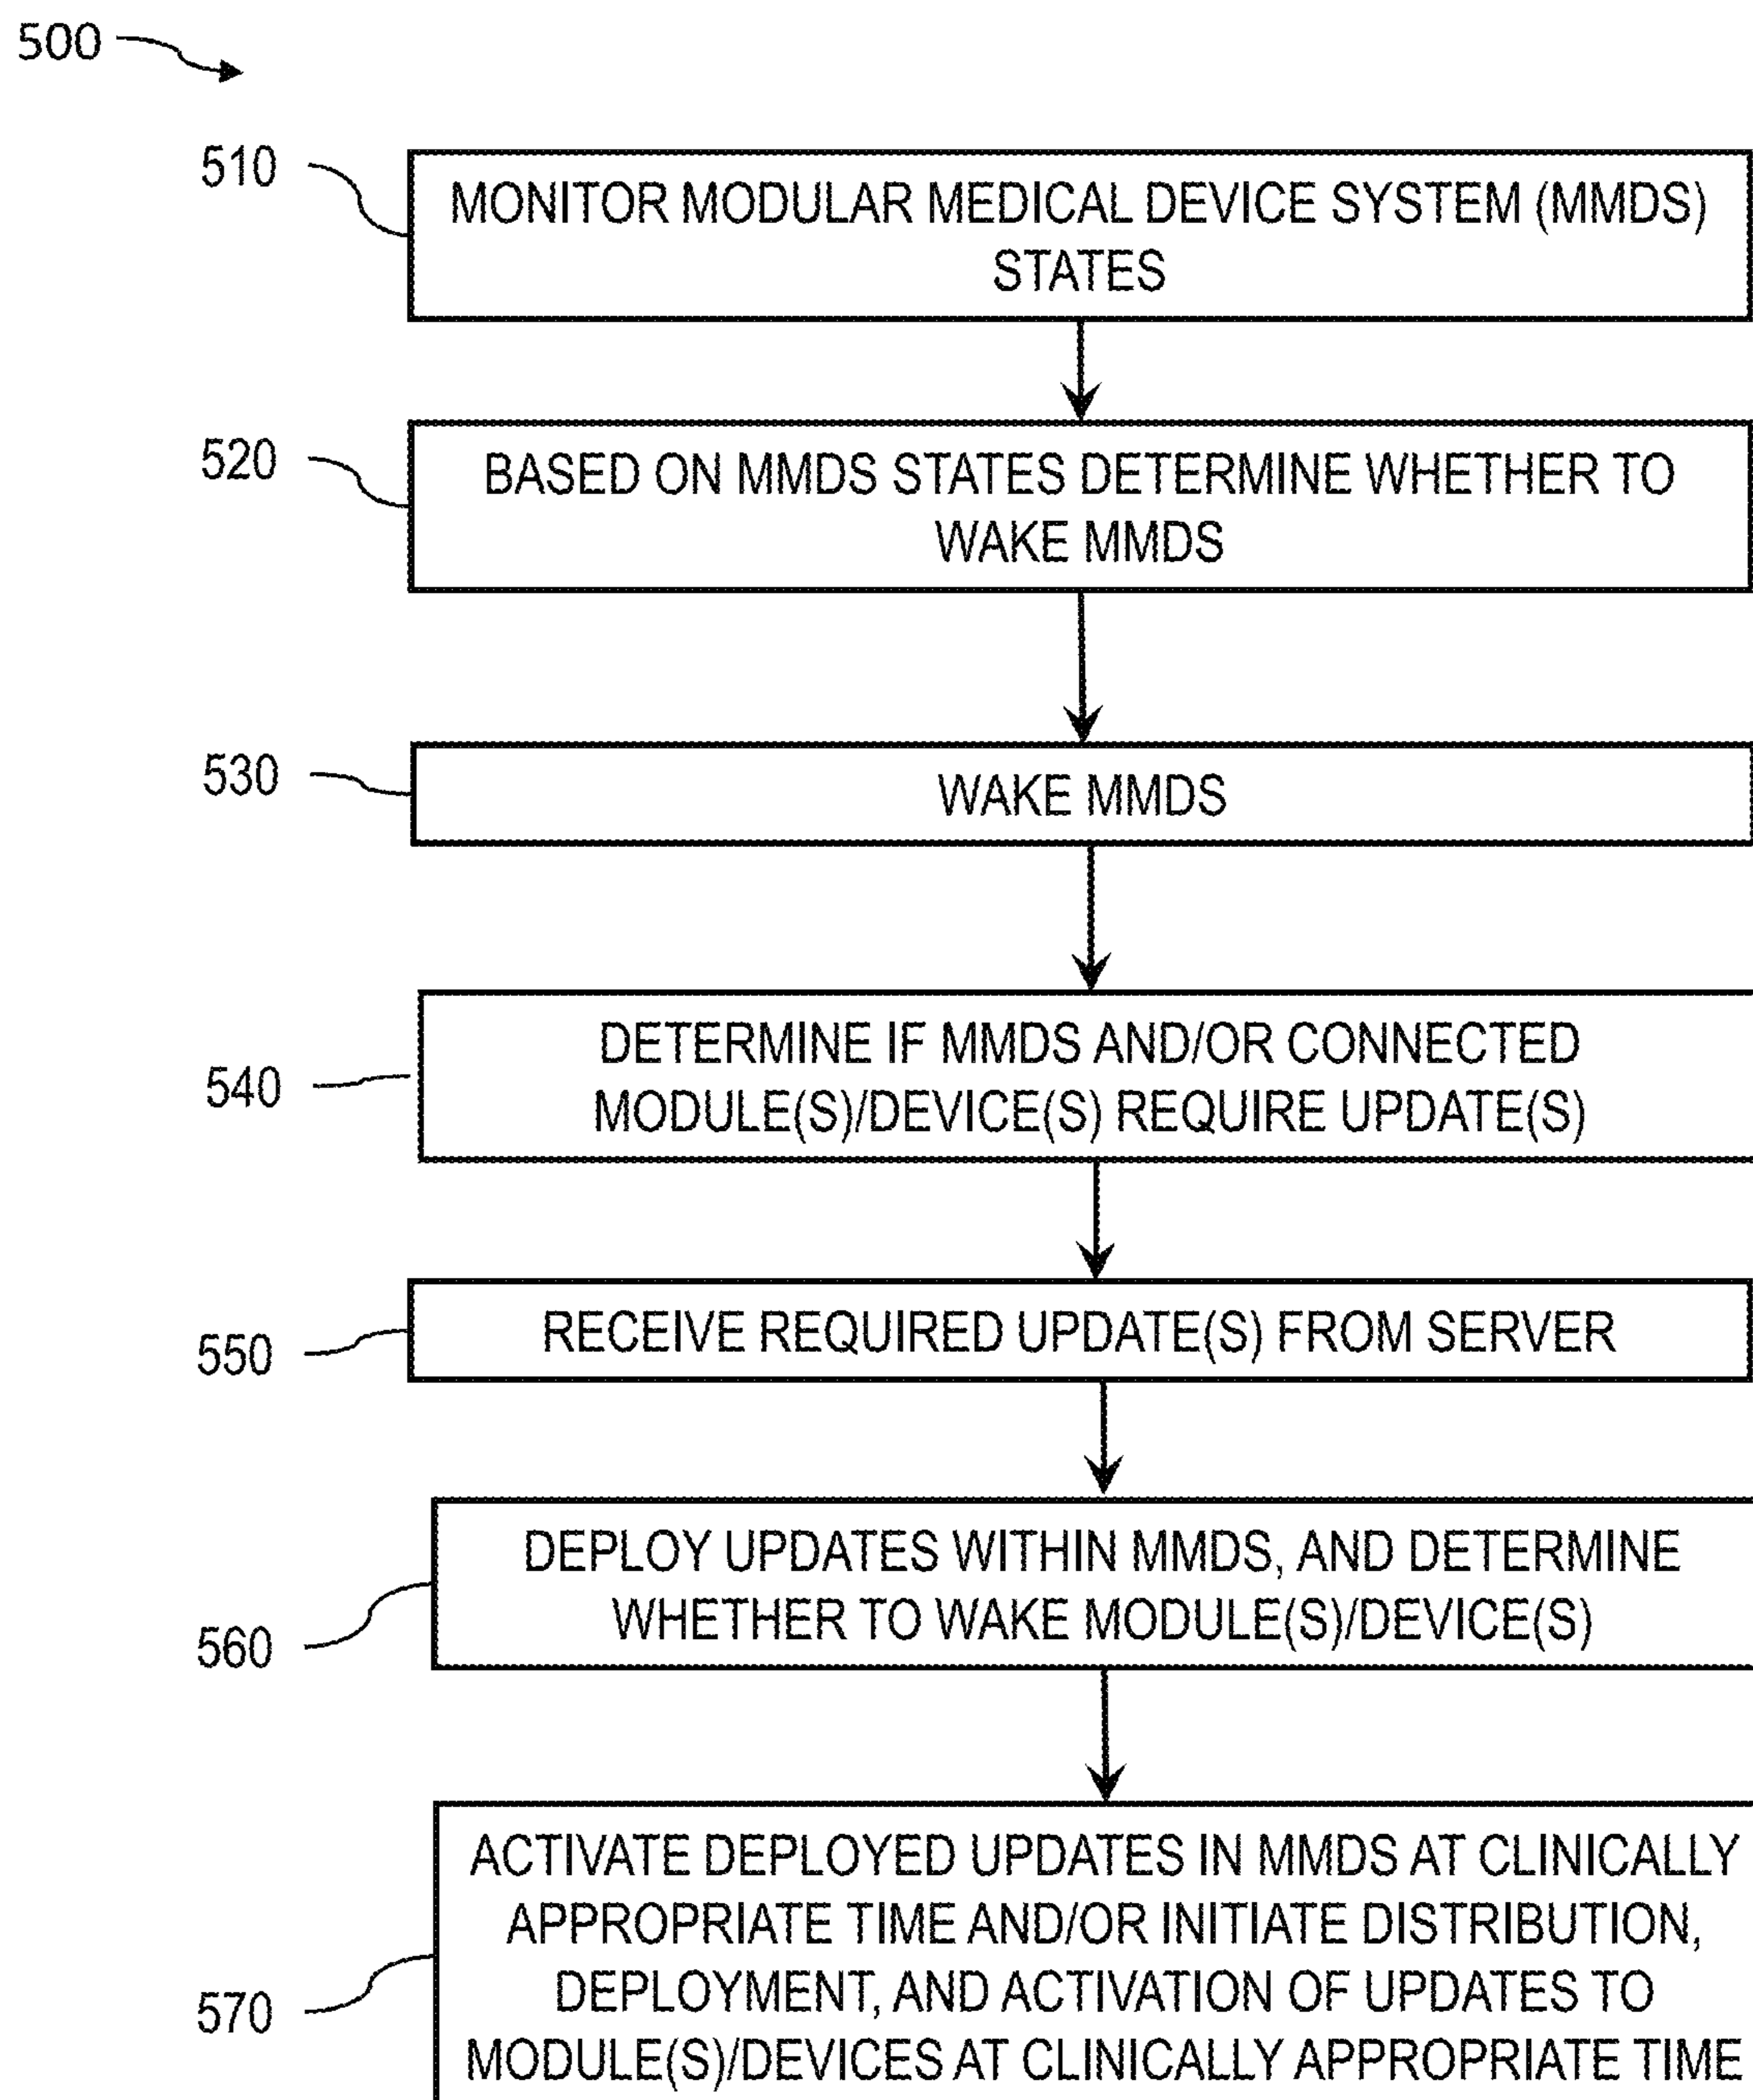 500
510
MONITOR MODULAR MEDICAL DEVICE SYSTEM (MMDS)
STATES
520
BASED ON MMDS STATES DETERMINE WHETHER TO
WAKE MMDS
530
WAKE MMDS
540
DETERMINE IF MMDS AND/OR CONNECTED
MODULE(S)/DEVICE(S) REQUIRE UPDATE(S)
550
RECEIVE REQUIRED UPDATE(S) FROM SERVER
560
DEPLOY UPDATES WITHIN MMDS, AND DETERMINE
WHETHER TO WAKE MODULE(S)/DEVICE(S)
570
ACTIVATE DEPLOYED UPDATES IN MMDS AT CLINICALLY
APPROPRIATE TIME AND/OR INITIATE DISTRIBUTION,
DEPLOYMENT, AND ACTIVATION OF UPDATES TO
MODULE(S)/DEVICES AT CLINICALLY APPROPRIATE TIME